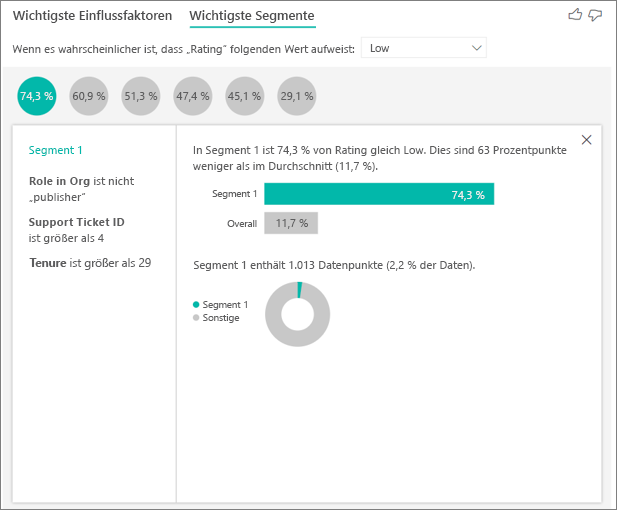 Wichtigste Einflussfaktoren Wichtigste Segmente
Wenn es wahrscheinlicher ist, dass „Rating“ folgenden Wert aufweist: Low
74,3 % 60,9 % 51,3 % 47,4 % 45,1 % 29,1 %
Segment 1
Role in Org ist nicht
„publisher“
Support Ticket ID
ist größer als 4
Tenure ist größer als 29
In Segment 1 ist 74,3 % von Rating gleich Low. Dies sind 63 Prozentpunkte
weniger als im Durchschnitt (11,7 %).
Segment 1 74,3 %
Overall 11,7 %
Segment 1 enthält 1.013 Datenpunkte (2,2 % der Daten).
Segment 1
Sonstige